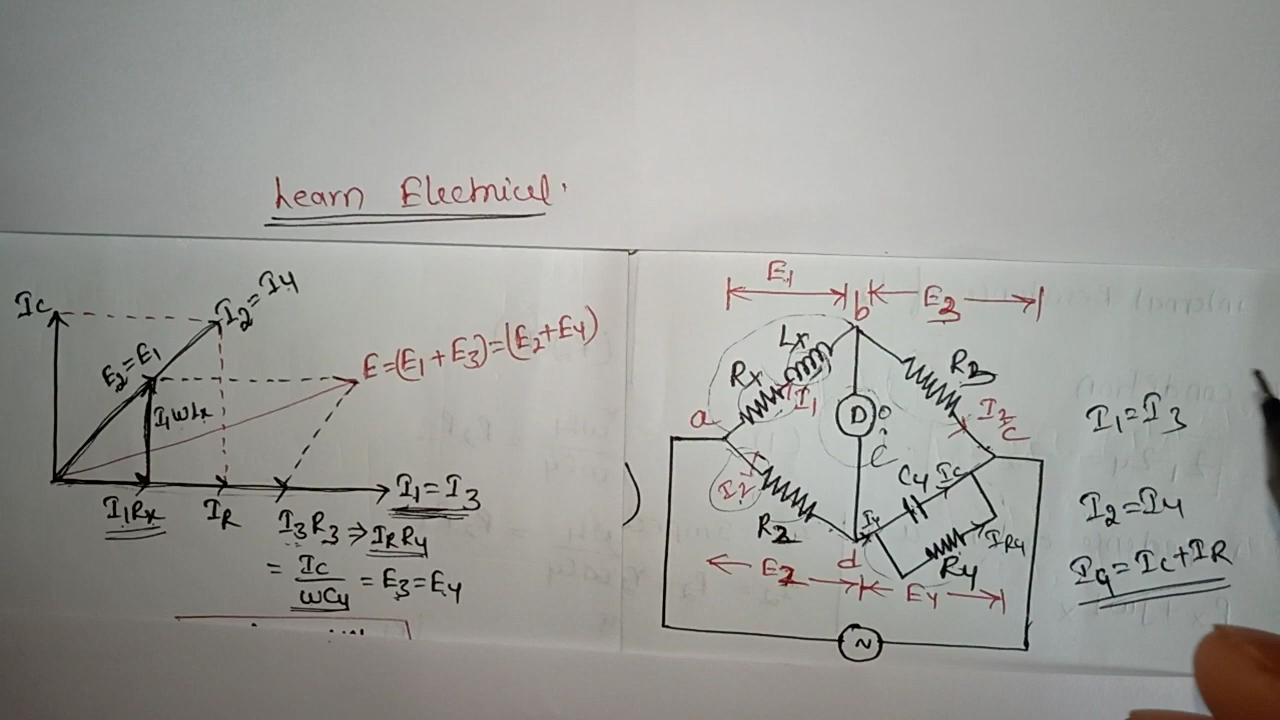 Learn Electrical.
Ic
I2=I4
E2=E1
I1ωLx
E=(E1+E3)=(E2+E4)
I1Rx
IR
I1=I3
I3R3⇒IRR4
= Ic/ωC4 = E3=E4
E1
E3
b
Lx
Rx
I1
R3
I3
a
D
c
I2
C4
Ic
R2
I4
IR4
R4
d
E2
E4
~
I1=I3
I2=I4
I4=Ic+IR